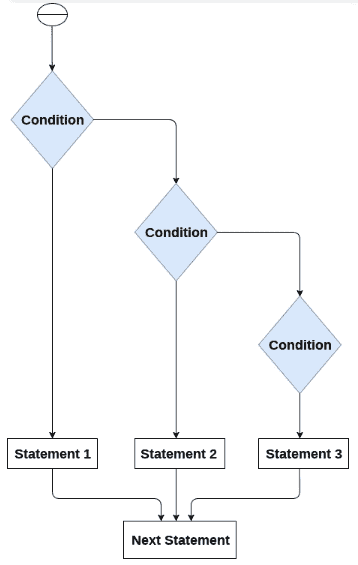 Condition
Condition
Condition
Statement 1
Statement 2
Statement 3
Next Statement